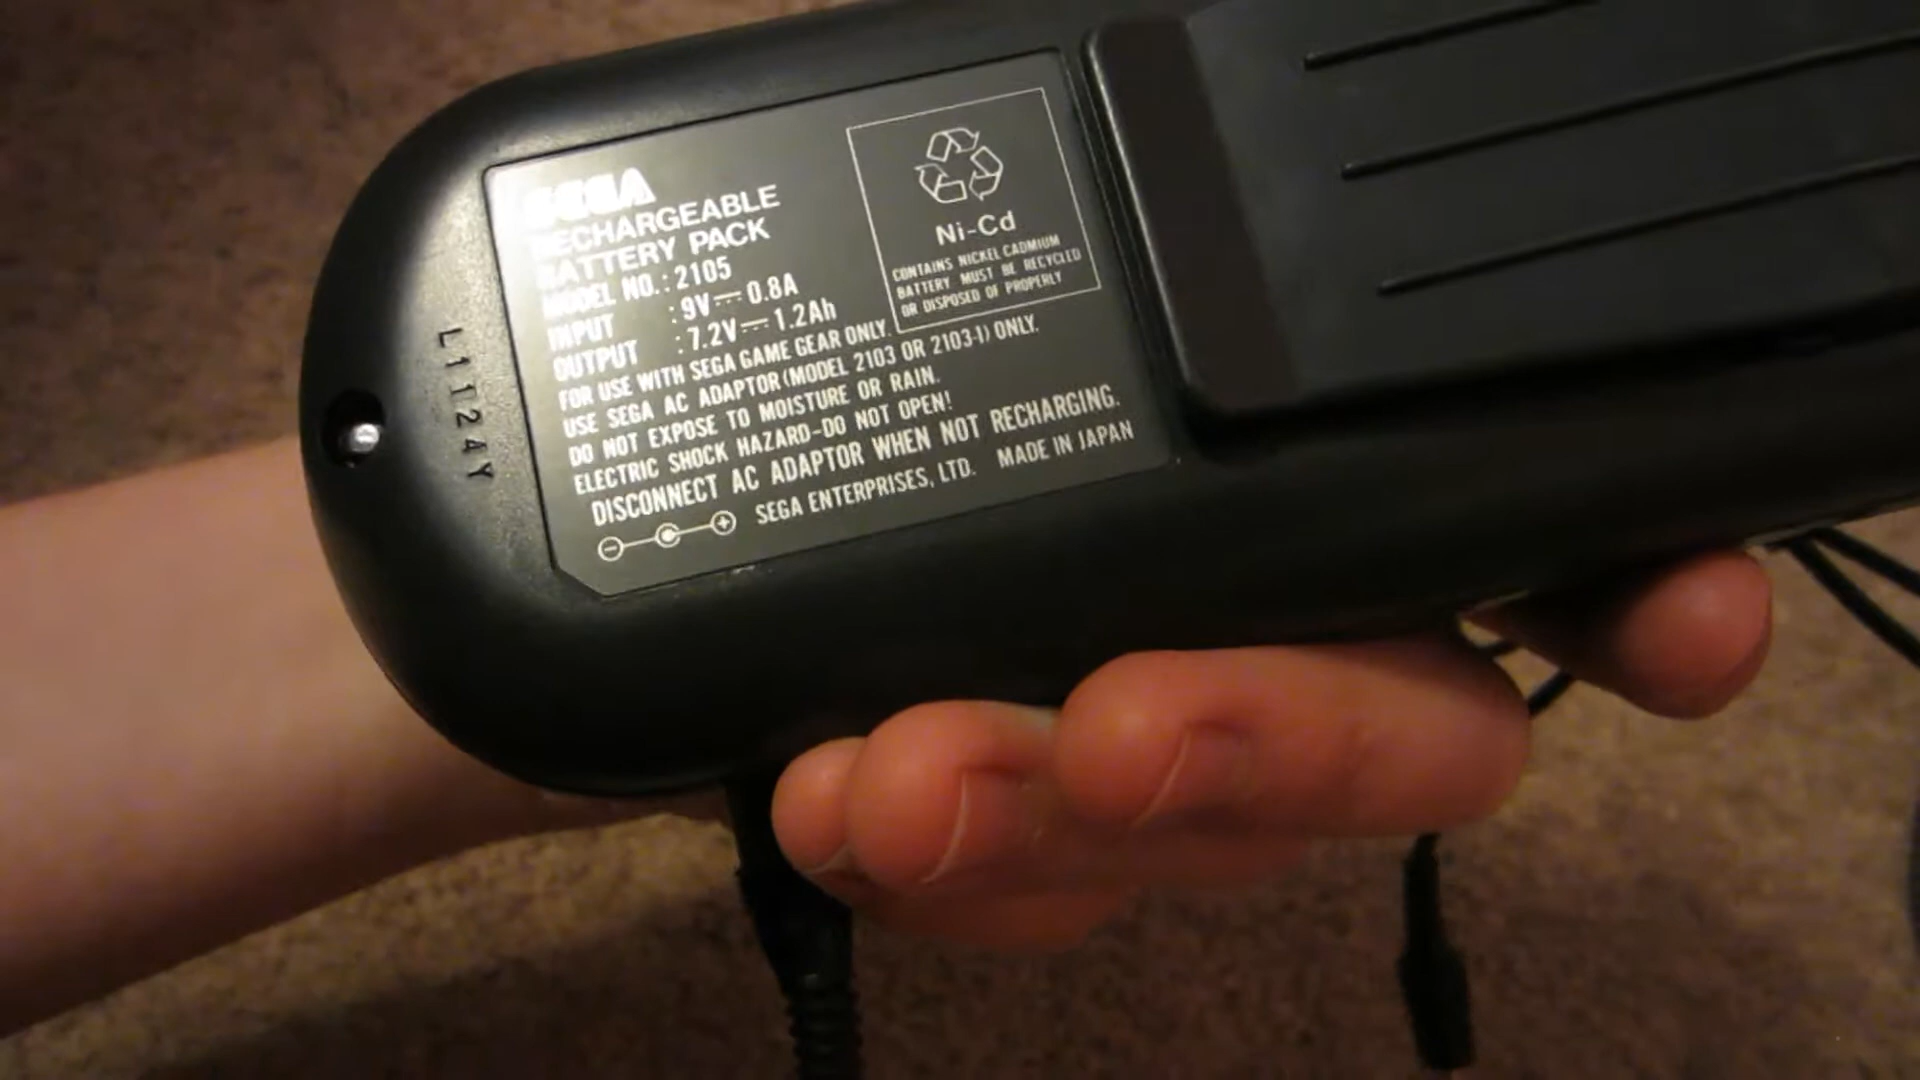 SEGA
RECHARGEABLE
BATTERY PACK
MODEL NO.: 2105
INPUT : 9V⎓0.8A
OUTPUT : 7.2V⎓1.2Ah
FOR USE WITH SEGA GAME GEAR ONLY.
USE SEGA AC ADAPTOR (MODEL 2103 OR 2103-1) ONLY.
DO NOT EXPOSE TO MOISTURE OR RAIN.
ELECTRIC SHOCK HAZARD-DO NOT OPEN!
DISCONNECT AC ADAPTOR WHEN NOT RECHARGING.
SEGA ENTERPRISES, LTD. MADE IN JAPAN
Ni-Cd
CONTAINS NICKEL CADMIUM
BATTERY MUST BE RECYCLED
OR DISPOSED OF PROPERLY
L1124Y